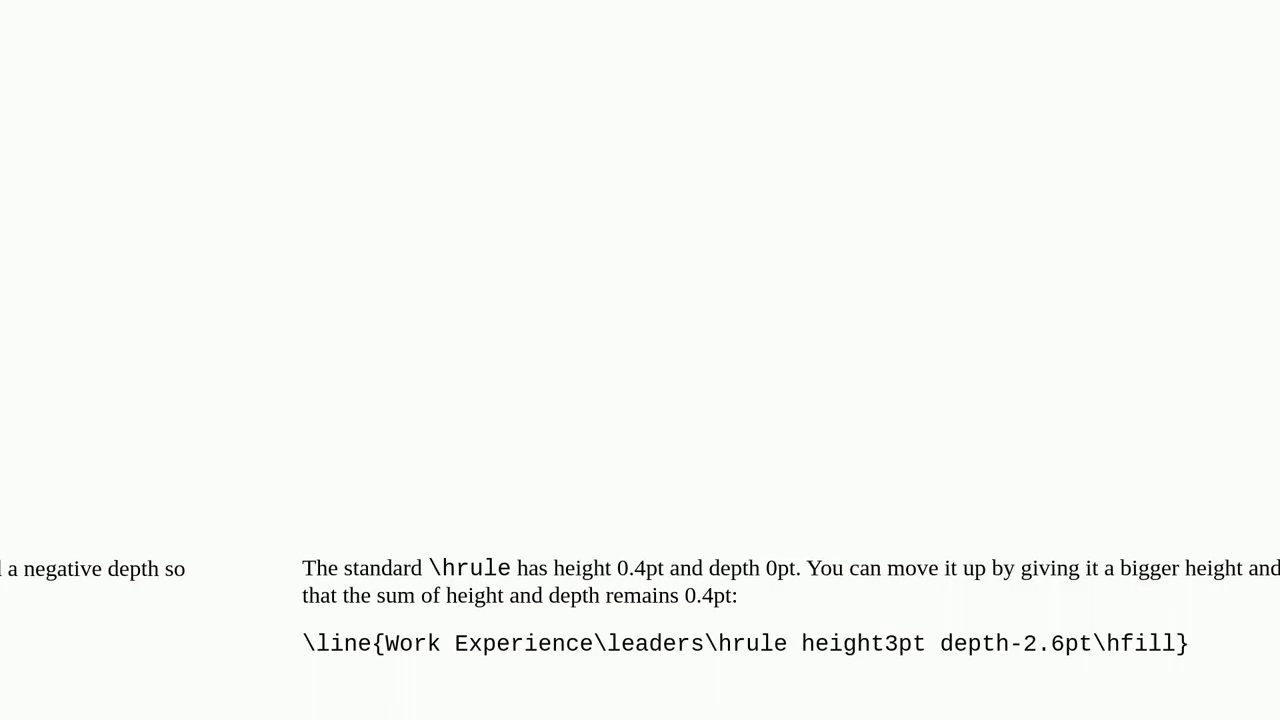 a negative depth so
The standard \hrule has height 0.4pt and depth 0pt. You can move it up by giving it a bigger height and
that the sum of height and depth remains 0.4pt:
\line{Work Experience\leaders\hrule height3pt depth-2.6pt\hfill}